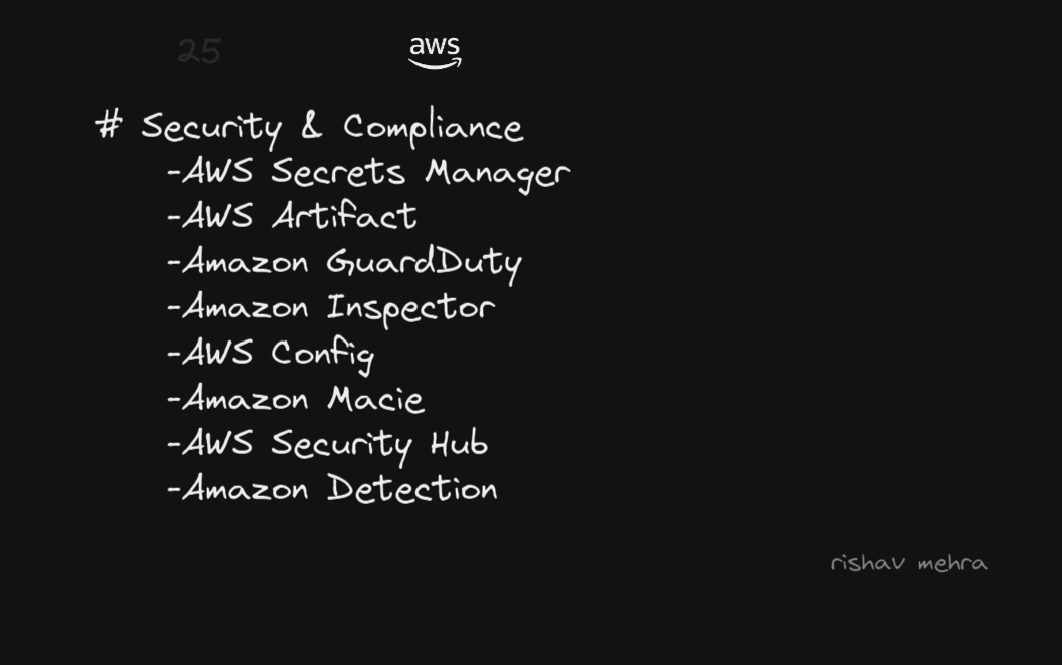 25
aws
# Security & Compliance
-AWS Secrets Manager
-AWS Artifact
-Amazon GuardDuty
-Amazon Inspector
-AWS Config
-Amazon Macie
-AWS Security Hub
-Amazon Detection
rishav mehra